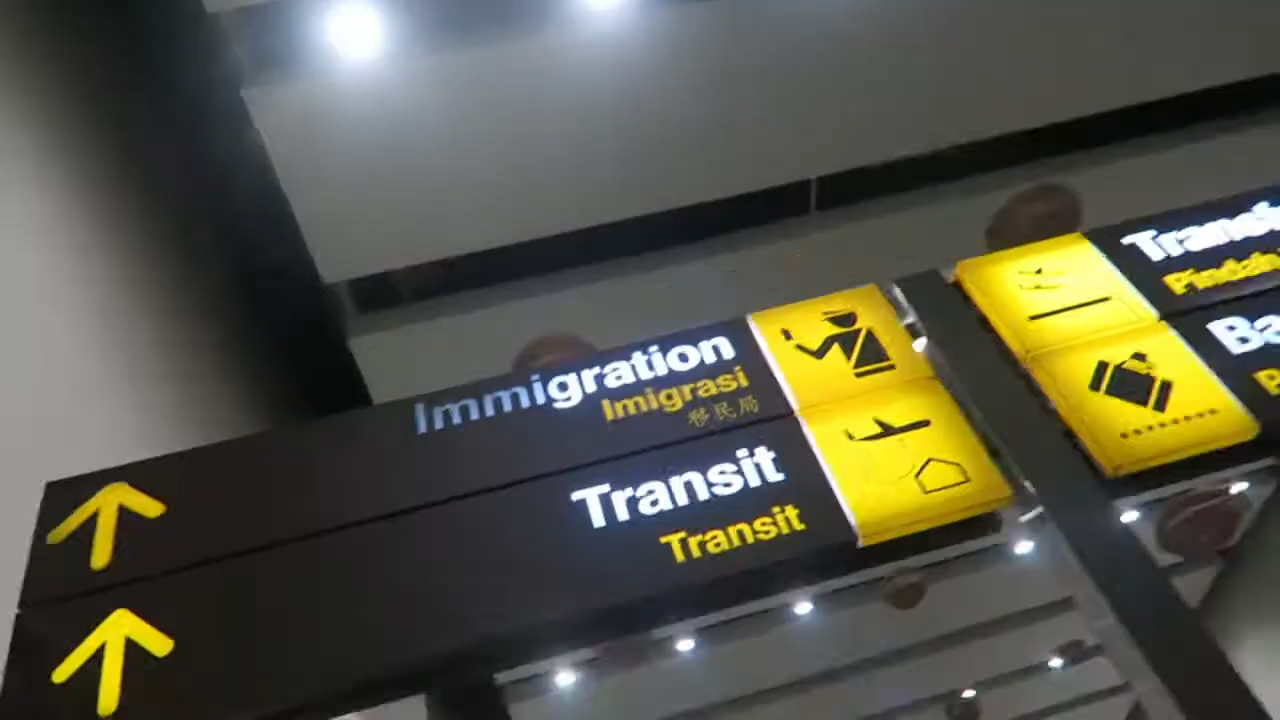 Immigration
Imigrasi
移民局
Transit
Transit